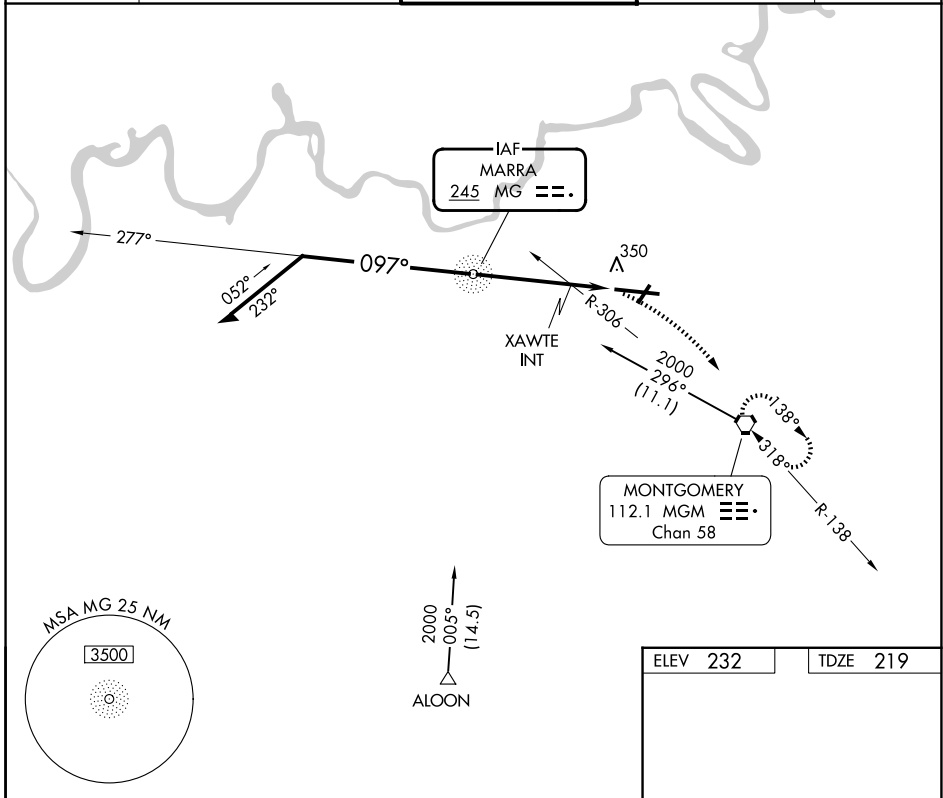 IAF
MARRA
245 MG
277°
097°
052°
232°
350
R-306
XAWTE
INT
2000
296°
(11.1)
138°
318°
MONTGOMERY
112.1 MGM
Chan 58
R-138
2000
005°
(14.5)
ALOON
MSA MG 25 NM
3500
ELEV 232
TDZE 219